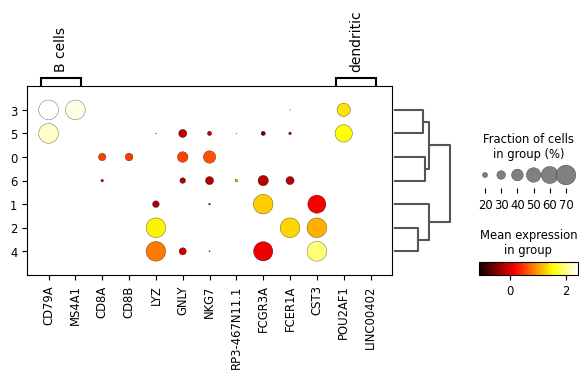 B cells
dendritic
3
5
0
6
1
2
4
CD79A
MS4A1
CD8A
CD8B
LYZ
GNLY
NKG7
RP3-467N11.1
FCGR3A
FCER1A
CST3
POU2AF1
LINC00402
Fraction of cells
in group (%)
20 30 40 50 60 70
Mean expression
in group
0 2